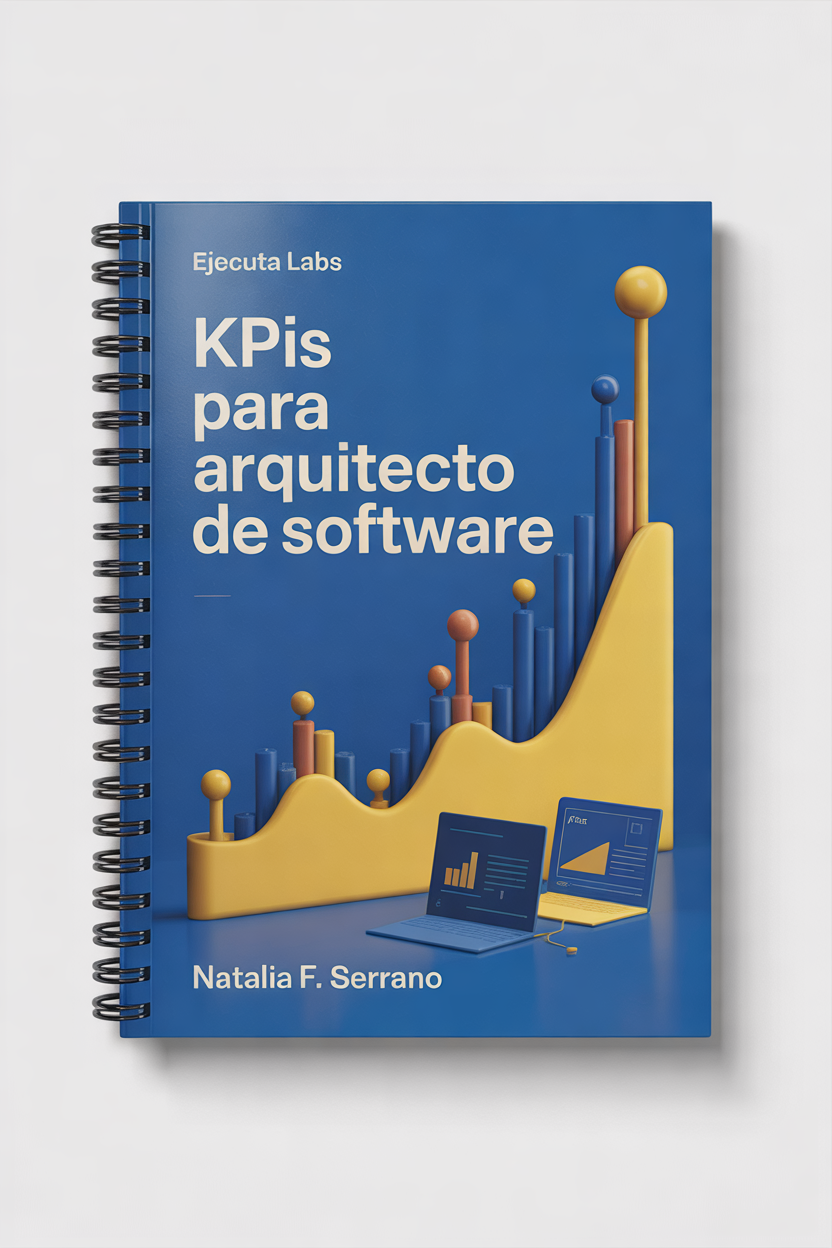 Ejecuta Labs
KPis
para
arquitecto
de software
Natalia F. Serrano